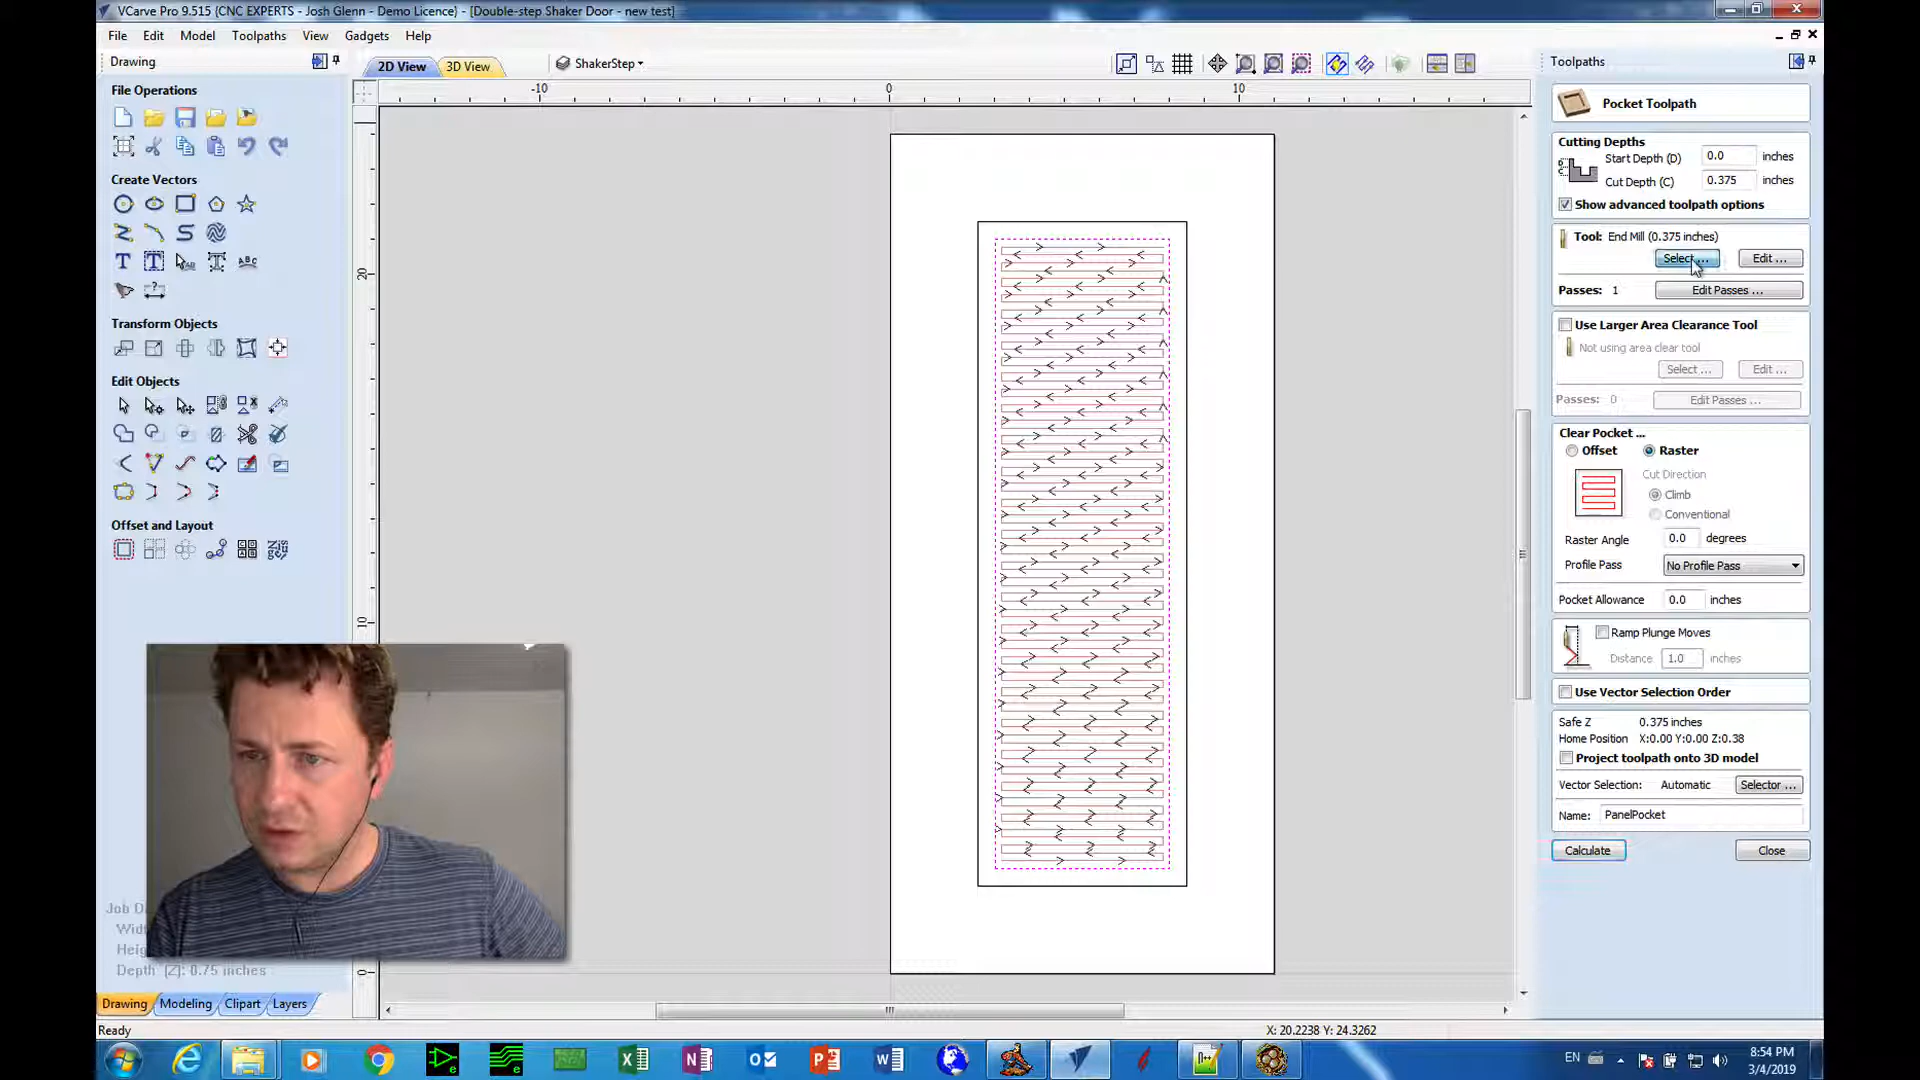 VCarve Pro 9.515 (CNC EXPERTS - Josh Glenn - Demo Licence) - [Double-step Shaker Door - new test]
File Edit Model Toolpaths View Gadgets Help
Drawing
2D View 3D View ShakerStep
Toolpaths
File Operations
Create Vectors
Transform Objects
Edit Objects
Offset and Layout
-10 0 10
20
10
0
Job Di
Widt
Heig
Depth (Z): 0.75 inches
Drawing Modeling Clipart Layers
Ready
X: 20.2238 Y: 24.3262
Pocket Toolpath
Cutting Depths
Start Depth (D) 0.0 inches
Cut Depth (C) 0.375 inches
Show advanced toolpath options
Tool: End Mill (0.375 inches)
Select ... Edit ...
Passes: 1 Edit Passes ...
Use Larger Area Clearance Tool
Not using area clear tool
Select ... Edit ...
Passes: 0 Edit Passes ...
Clear Pocket ...
Offset Raster
Cut Direction
Climb
Conventional
Raster Angle 0.0 degrees
Profile Pass No Profile Pass
Pocket Allowance 0.0 inches
Ramp Plunge Moves
Distance 1.0 inches
Use Vector Selection Order
Safe Z 0.375 inches
Home Position X:0.00 Y:0.00 Z:0.38
Project toolpath onto 3D model
Vector Selection: Automatic Selector ...
Name: PanelPocket
Calculate Close
EN
8:54 PM
3/4/2019